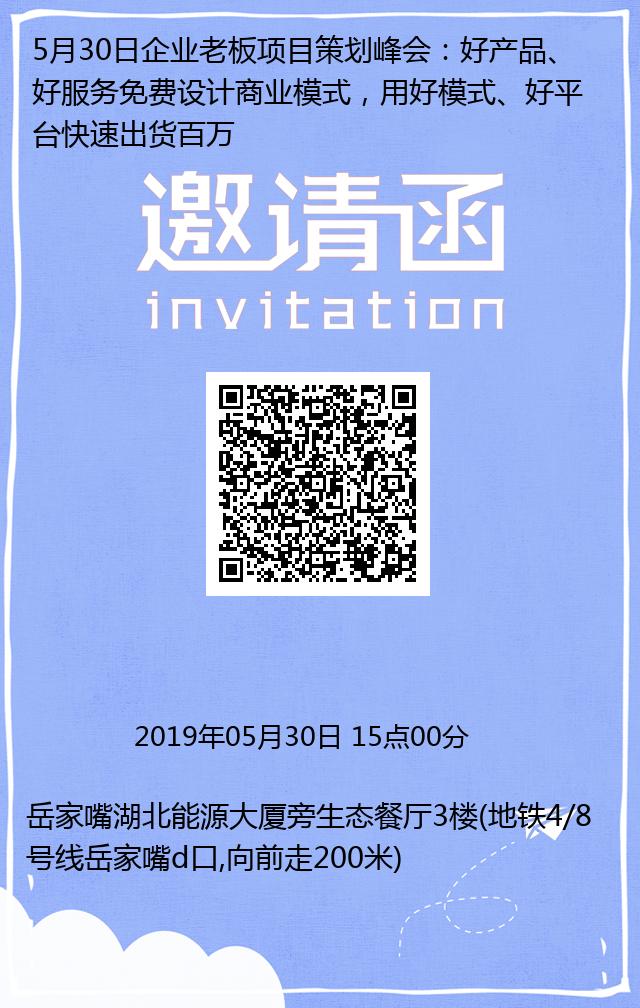 5月30日企业老板项目策划峰会：好产品、
好服务免费设计商业模式，用好模式、好平
台快速出货百万
邀请函
invitation
2019年05月30日 15点00分
岳家嘴湖北能源大厦旁生态餐厅3楼(地铁4/8
号线岳家嘴d口,向前走200米)